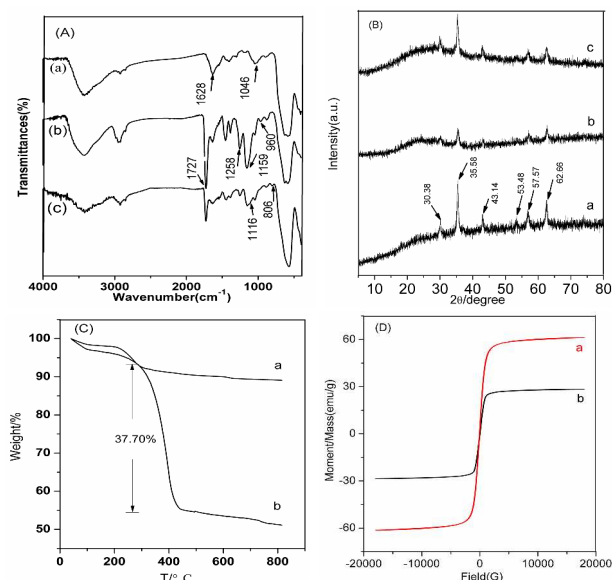 (A)
(a)
(b)
(c)
1628
1046
1727
1258
1159
960
1116
806
Transmittances(%)
4000
3000
2000
1000
Wavenumber(cm⁻¹)
(B)
c
b
a
30.38
35.58
43.14
53.48
57.57
62.66
Intensity(a.u.)
10 20 30 40 50 60 70 80
2θ/degree
(C)
a
b
37.70%
100
90
80
70
60
50
Weight/%
0 200 400 600 800
T/° C
(D)
a
b
60
30
0
-30
-60
Moment/Mass(emu/g)
-20000 -10000 0 10000 20000
Field(G)